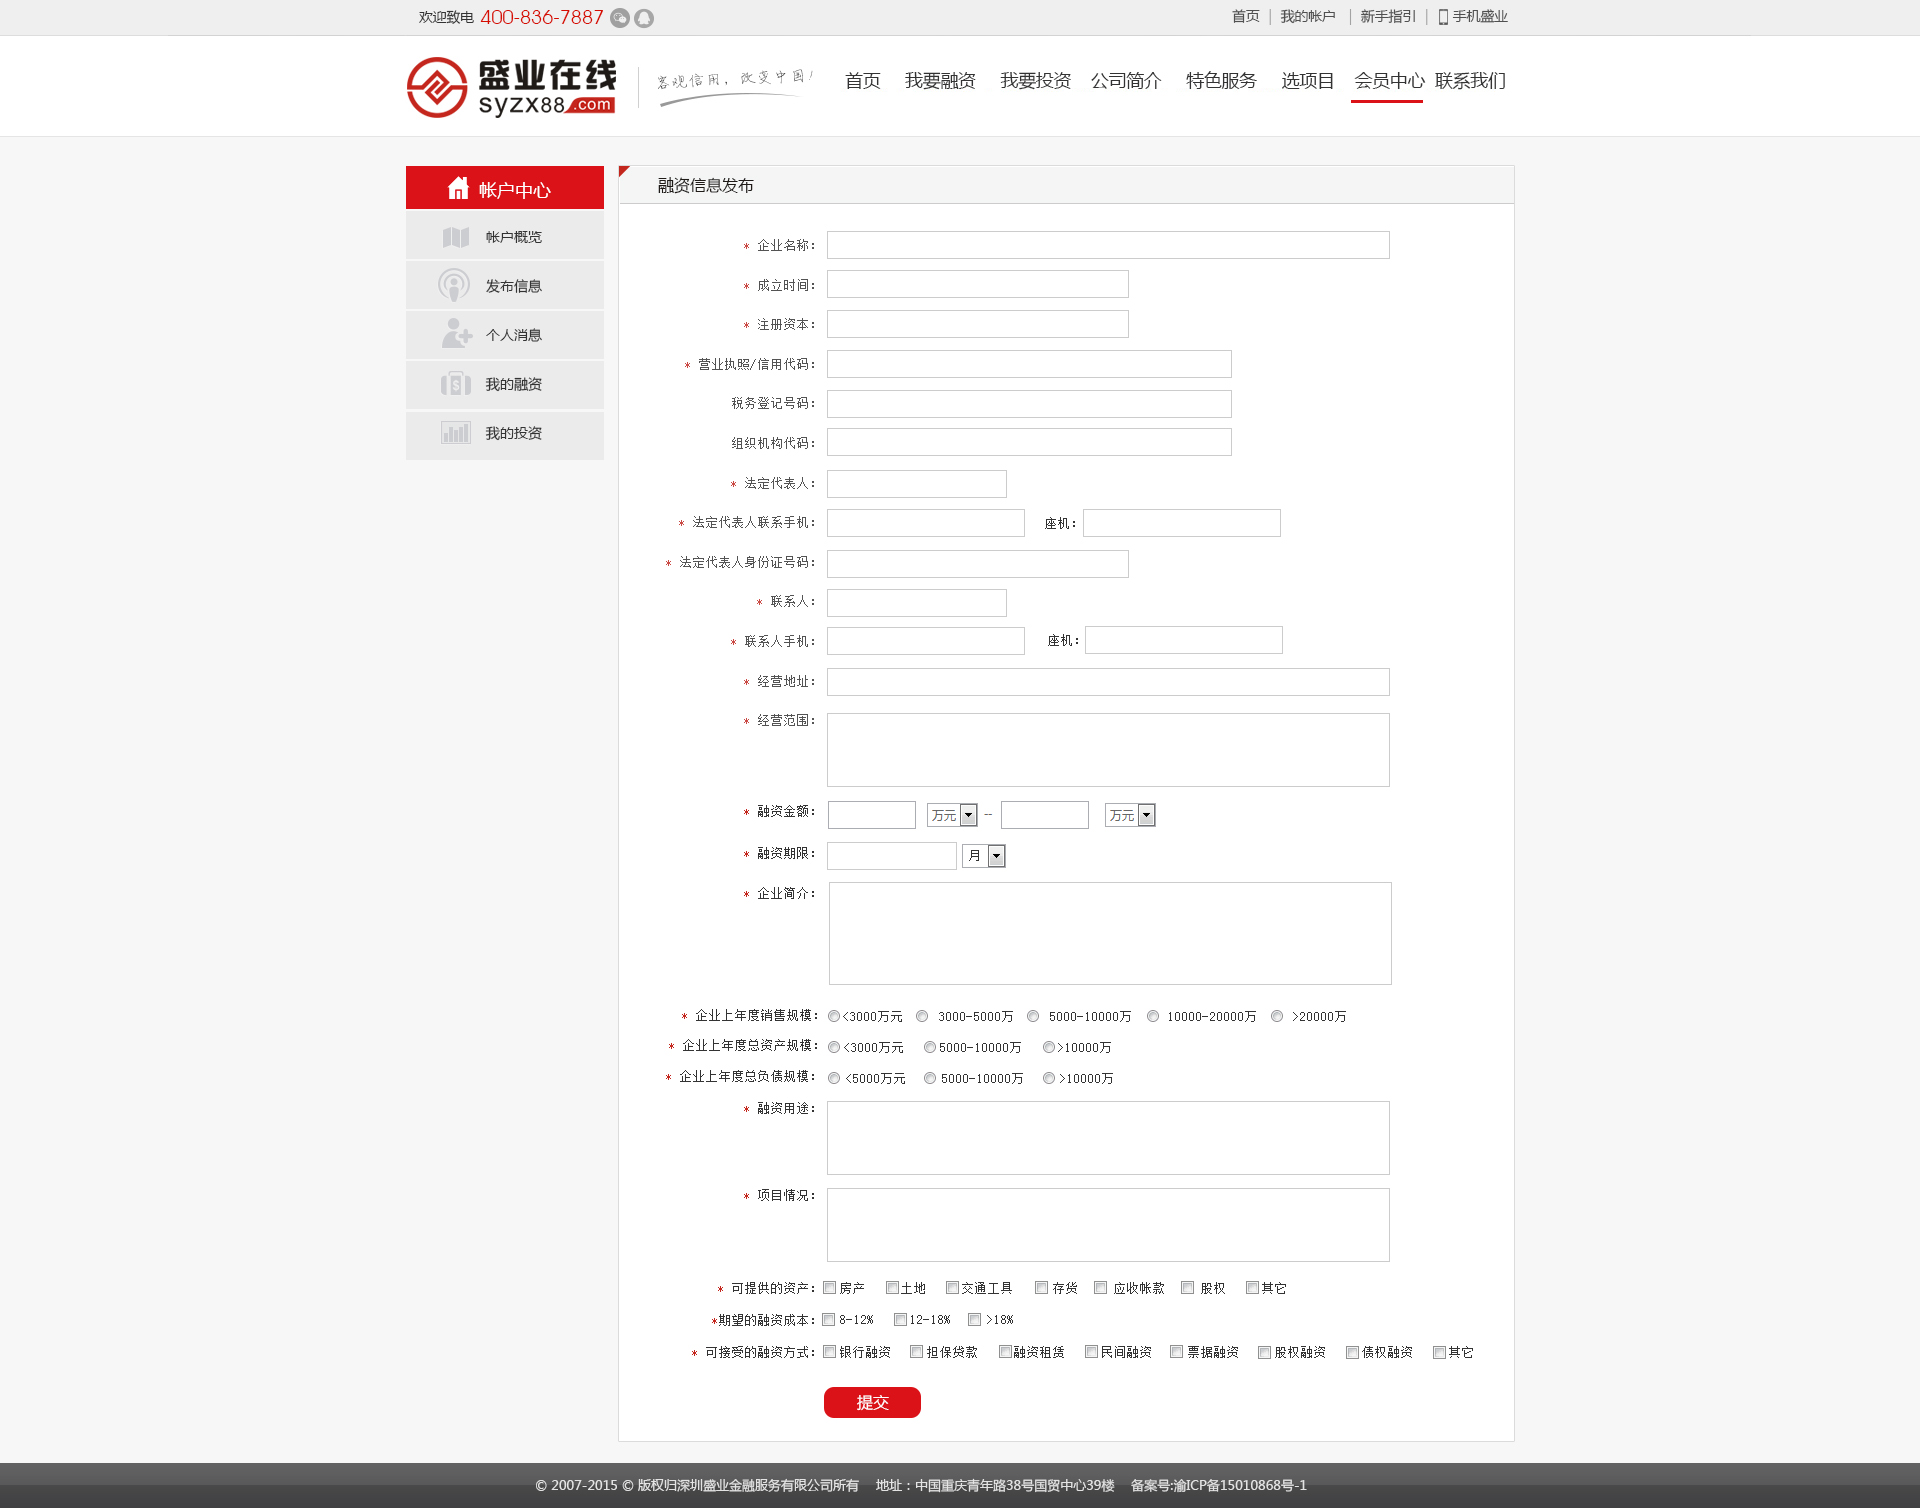 欢迎致电 400-836-7887
首页 | 我的帐户 | 新手指引 | 手机盛业
盛业在线
syzx88.com
客观信用，改变中国！
首页 我要融资 我要投资 公司简介 特色服务 选项目 会员中心 联系我们
帐户中心
帐户概览
发布信息
个人消息
我的融资
我的投资
融资信息发布
* 企业名称：
* 成立时间：
* 注册资本：
* 营业执照/信用代码：
税务登记号码：
组织机构代码：
* 法定代表人：
* 法定代表人联系手机： 座机：
* 法定代表人身份证号码：
* 联系人：
* 联系人手机： 座机：
* 经营地址：
* 经营范围：
* 融资金额： 万元 -- 万元
* 融资期限： 月
* 企业简介：
* 企业上年度销售规模： <3000万元 3000-5000万 5000-10000万 10000-20000万 >20000万
* 企业上年度总资产规模： <3000万元 5000-10000万 >10000万
* 企业上年度总负债规模： <5000万元 5000-10000万 >10000万
* 融资用途：
* 项目情况：
* 可提供的资产： 房产 土地 交通工具 存货 应收帐款 股权 其它
*期望的融资成本： 8-12% 12-18% >18%
* 可接受的融资方式： 银行融资 担保贷款 融资租赁 民间融资 票据融资 股权融资 债权融资 其它
提交
© 2007-2015 © 版权归深圳盛业金融服务有限公司所有 地址：中国重庆青年路38号国贸中心39楼 备案号:渝ICP备15010868号-1